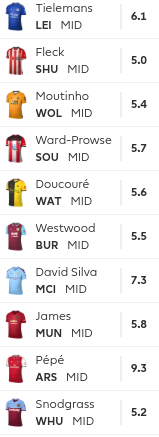 Tielemans
LEI MID
6.1
Fleck
SHU MID
5.0
Moutinho
WOL MID
5.4
Ward-Prowse
SOU MID
5.7
Doucouré
WAT MID
5.6
Westwood
BUR MID
5.5
David Silva
MCI MID
7.3
James
MUN MID
5.8
Pépé
ARS MID
9.3
Snodgrass
WHU MID
5.2